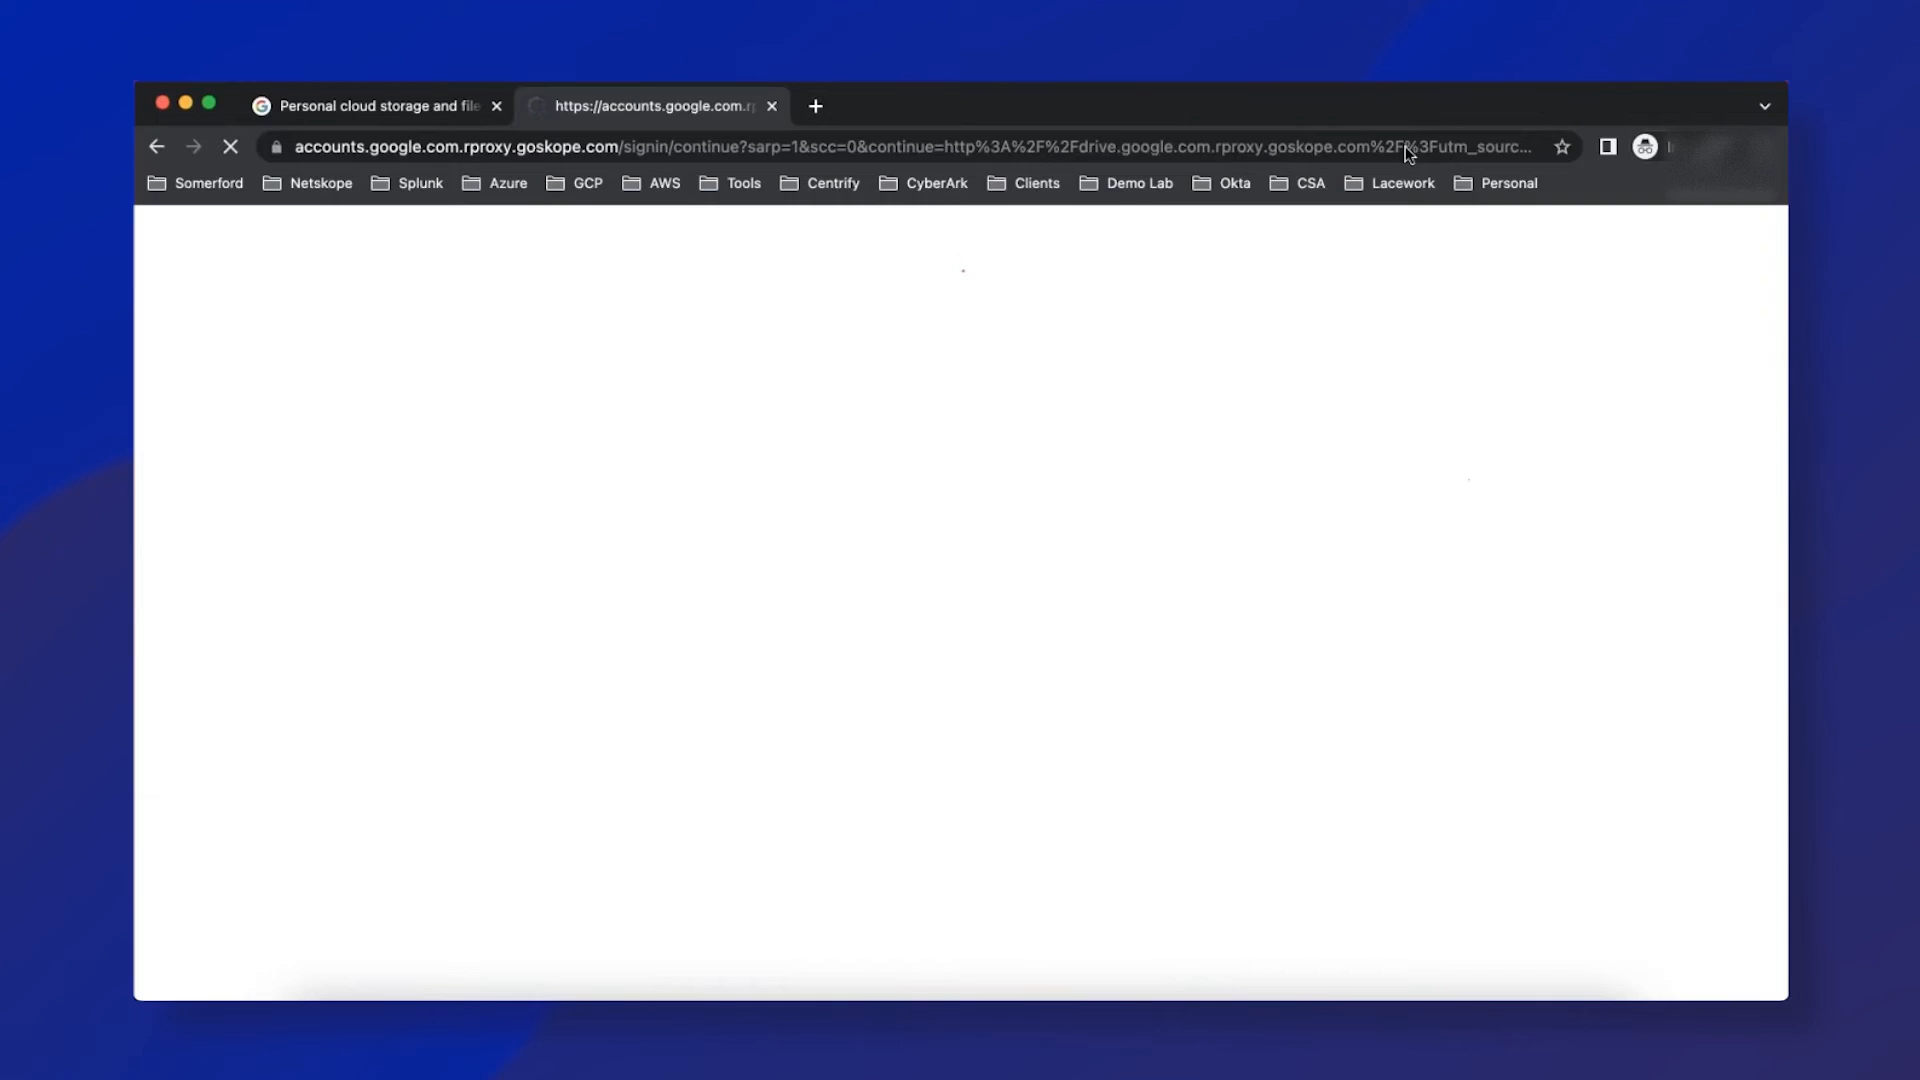 Personal cloud storage and file
https://accounts.google.com.r
accounts.google.com.rproxy.goskope.com/signin/continue?sarp=1&scc=0&continue=http%3A%2F%2Fdrive.google.com.rproxy.goskope.com%2F%3Futm_sourc...
Somerford Netskope Splunk Azure GCP AWS Tools Centrify CyberArk Clients Demo Lab Okta CSA Lacework Personal